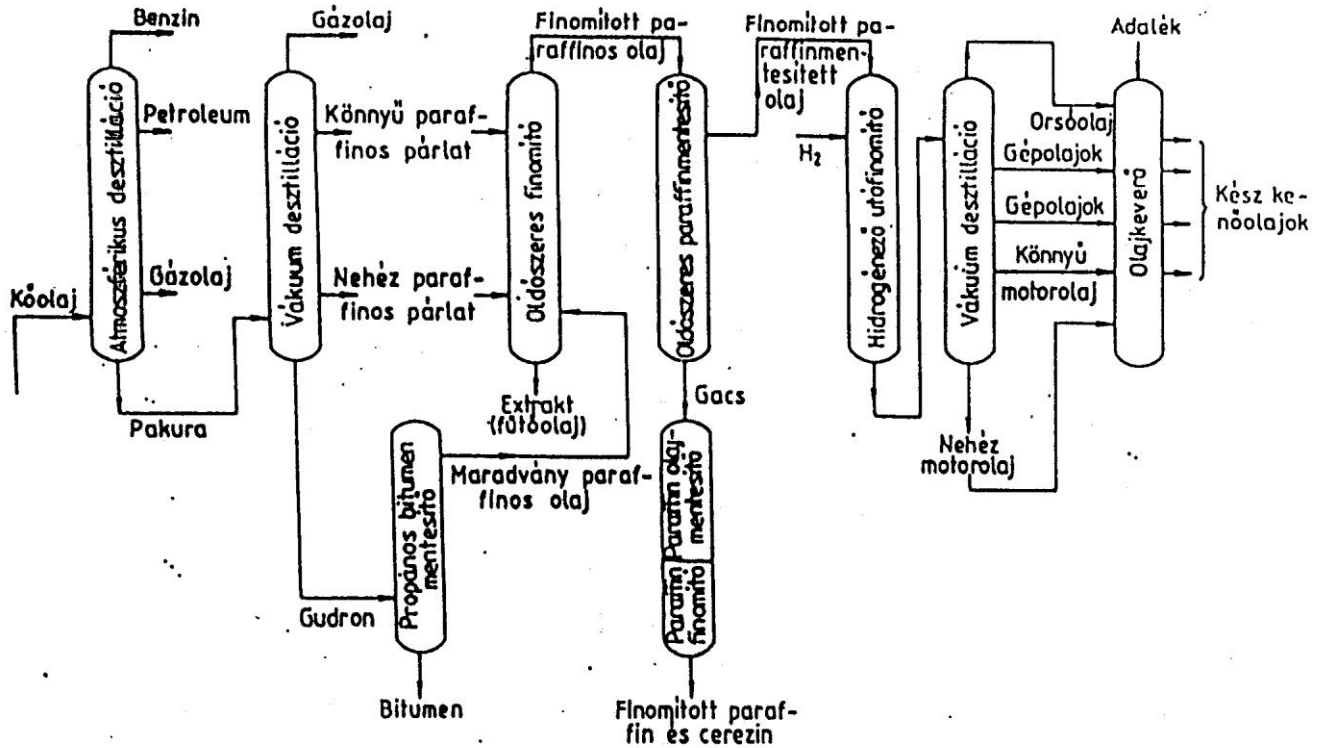 Benzin
Atmoszférikus desztilláció
Petroleum
Gázolaj
Kőolaj
Pakura
Gázolaj
Vákuum desztilláció
Könnyű paraf-
finos párlat
Nehéz paraf-
finos párlat
Gudron
Propános bitumen
mentesítő
Bitumen
Maradvány paraf-
finos olaj
Oldószeres finomító
Extrakt
(fűtőolaj)
Finomított pa-
raffinos olaj
Oldószeres paraffinmentesítő
Gacs
Paraffin olaj-
mentesítő
Paraffin
finomító
Finomított paraf-
fin és cerezin
Finomított pa-
raffinmen-
tesített
olaj
H2
Hidrogénező utófinomító
Vákuum desztilláció
Orsóolaj
Gépolajok
Gépolajok
Könnyű
motorolaj
Nehéz
motorolaj
Adalék
Olajkeverő
Kész ke-
nőolajok